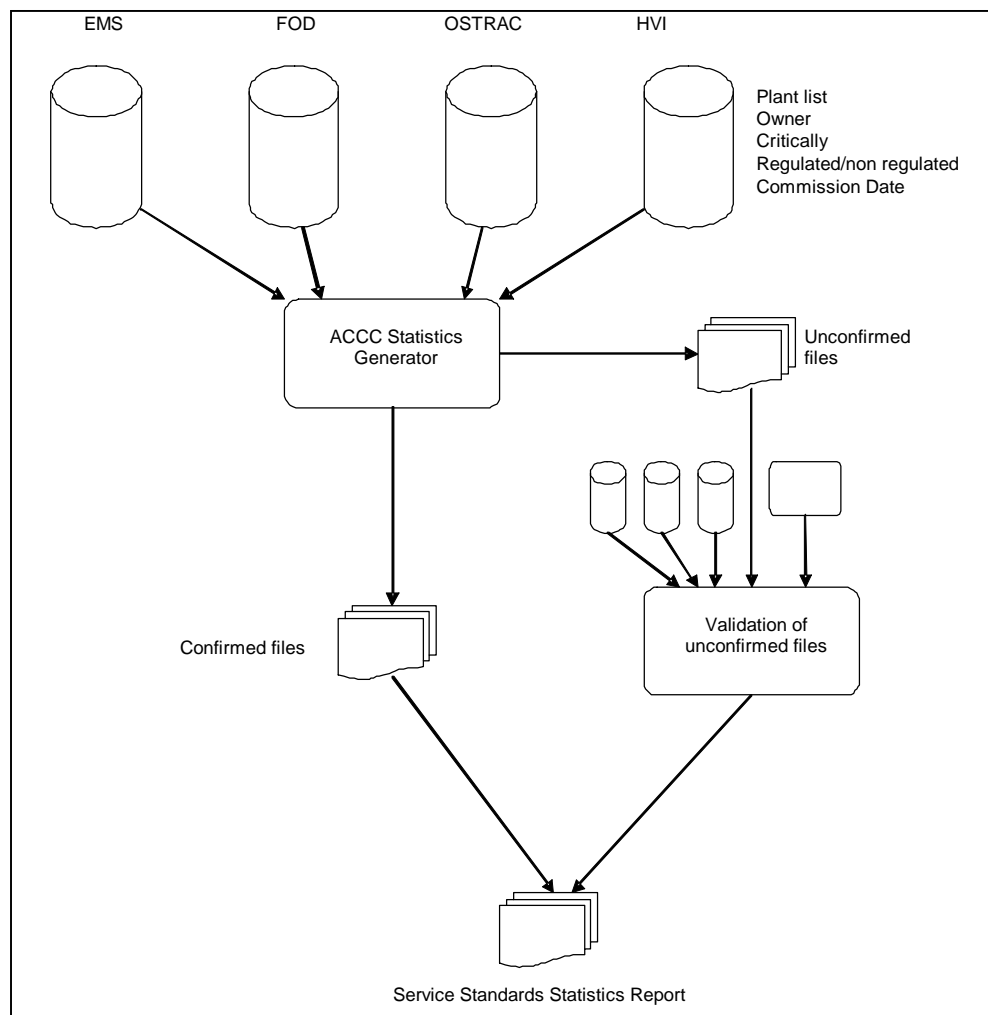 EMS
FOD
OSTRAC
HVI
Plant list
Owner
Critically
Regulated/non regulated
Commission Date
ACCC Statistics
Generator
Unconfirmed
files
Validation of
unconfirmed files
Confirmed files
Service Standards Statistics Report